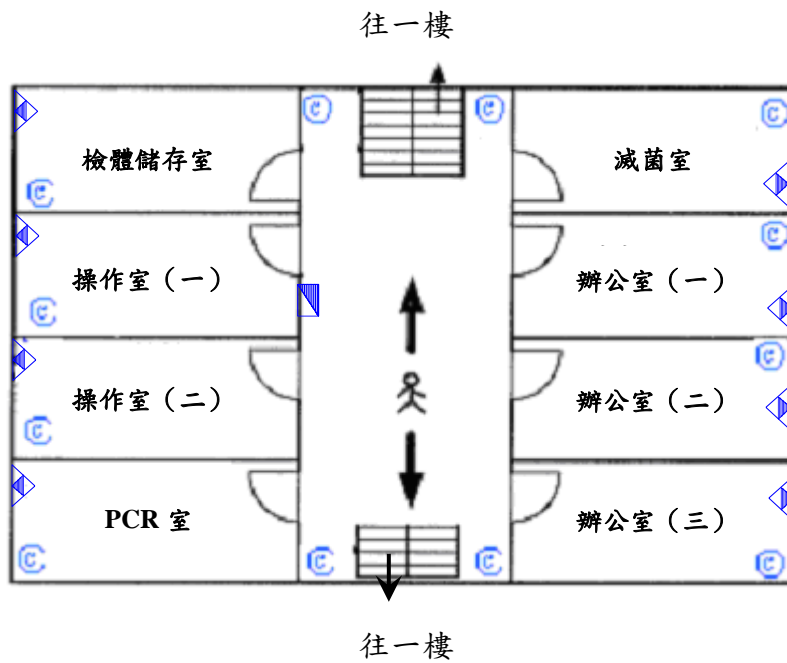 往一樓
檢體儲存室
滅菌室
操作室（一）
辦公室（一）
操作室（二）
辦公室（二）
PCR 室
辦公室（三）
往一樓